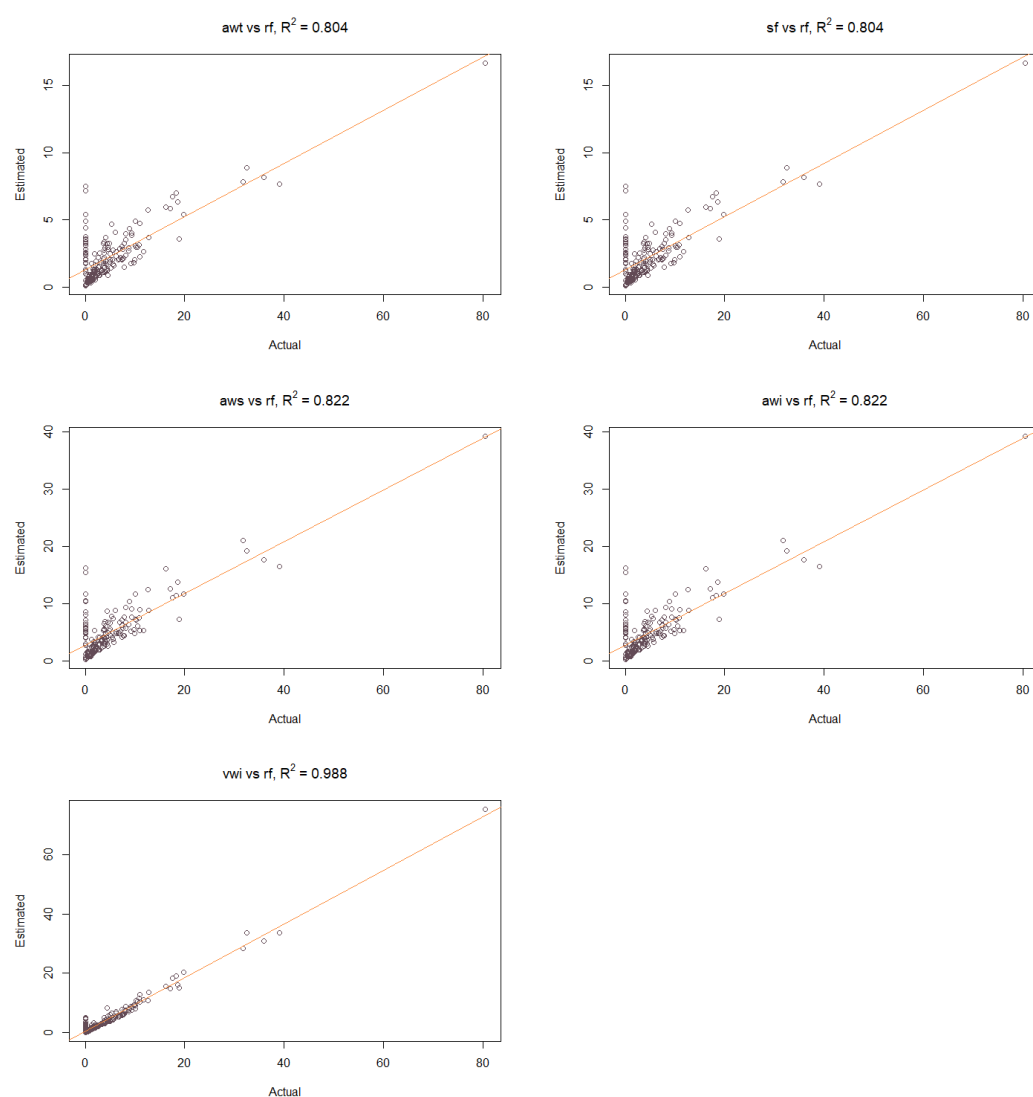 awt vs rf, R² = 0.804
Estimated
0 5 10 15
0 20 40 60 80
Actual
sf vs rf, R² = 0.804
Estimated
0 5 10 15
0 20 40 60 80
Actual
aws vs rf, R² = 0.822
Estimated
0 10 20 30 40
0 20 40 60 80
Actual
awi vs rf, R² = 0.822
Estimated
0 10 20 30 40
0 20 40 60 80
Actual
vwi vs rf, R² = 0.988
Estimated
0 20 40 60
0 20 40 60 80
Actual